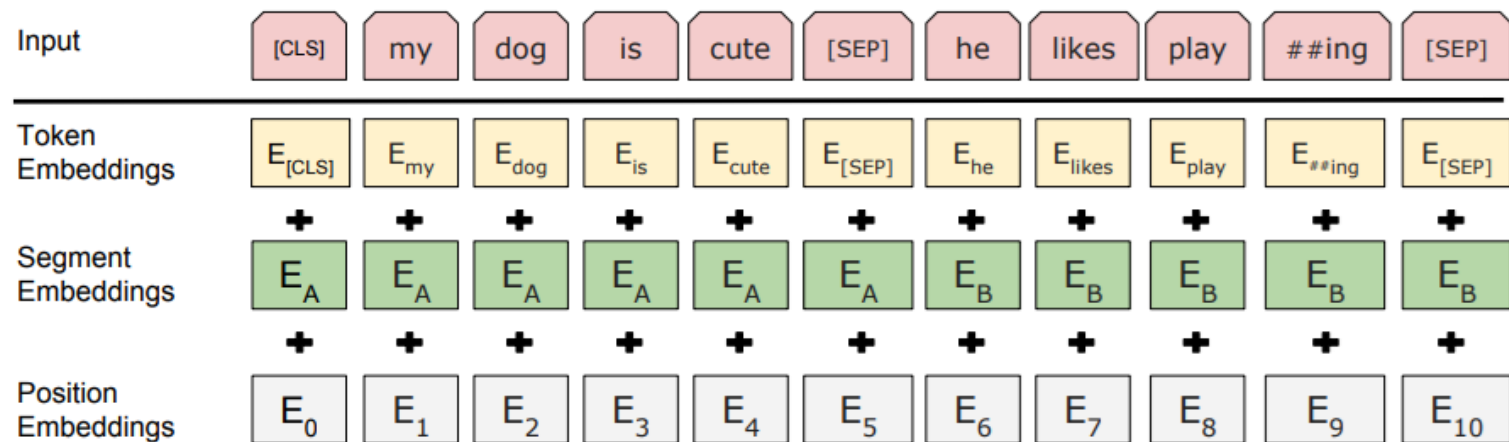 Input [CLS] my dog is cute [SEP] he likes play ##ing [SEP]
Token
Embeddings E[CLS] Emy Edog Eis Ecute E[SEP] Ehe Elikes Eplay E##ing E[SEP]
+ + + + + + + + + + +
Segment
Embeddings EA EA EA EA EA EA EB EB EB EB EB
+ + + + + + + + + + +
Position
Embeddings E0 E1 E2 E3 E4 E5 E6 E7 E8 E9 E10